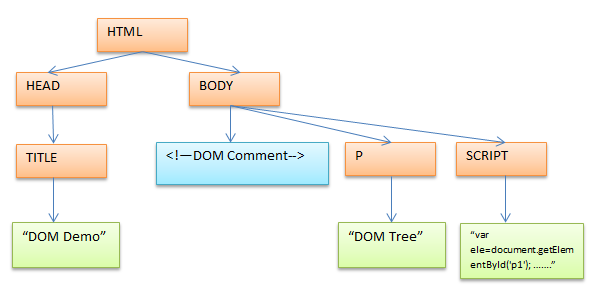 HTML
HEAD
BODY
TITLE
<!—DOM Comment-->
P
SCRIPT
“DOM Demo”
“DOM Tree”
“var
ele=document.getElem
entById('p1'); .......”